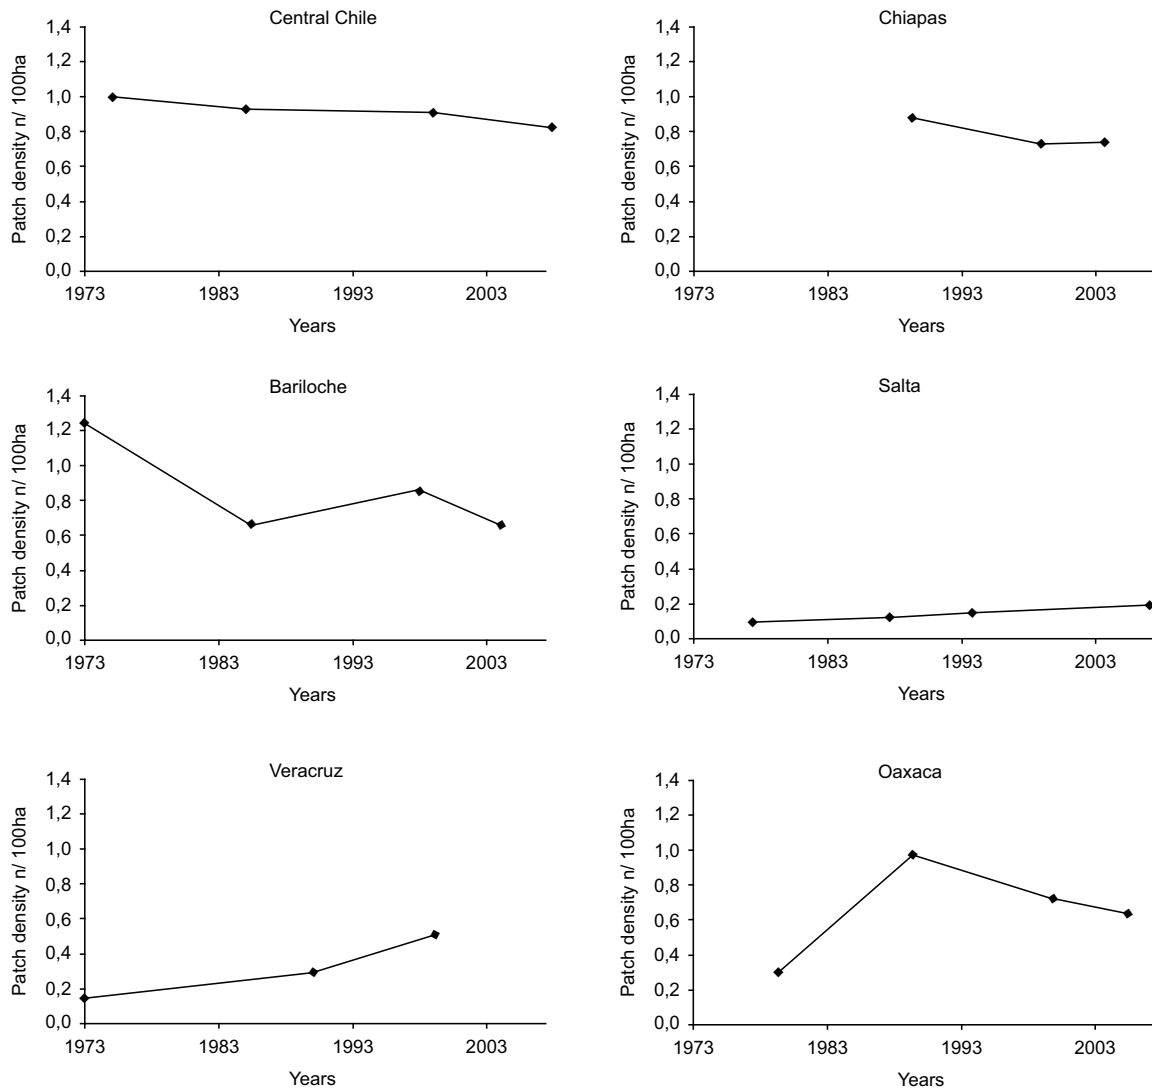 Central Chile
Patch density n/ 100ha
1,4
1,2
1,0
0,8
0,6
0,4
0,2
0,0
1973 1983 1993 2003
Years
Chiapas
Patch density n/ 100ha
1,4
1,2
1,0
0,8
0,6
0,4
0,2
0,0
1973 1983 1993 2003
Years
Bariloche
Patch density n/ 100ha
1,4
1,2
1,0
0,8
0,6
0,4
0,2
0,0
1973 1983 1993 2003
Years
Salta
Patch density n/ 100ha
1,4
1,2
1,0
0,8
0,6
0,4
0,2
0,0
1973 1983 1993 2003
Years
Veracruz
Patch density n/ 100ha
1,4
1,2
1,0
0,8
0,6
0,4
0,2
0,0
1973 1983 1993 2003
Years
Oaxaca
Patch density n/ 100ha
1,4
1,2
1,0
0,8
0,6
0,4
0,2
0,0
1973 1983 1993 2003
Years